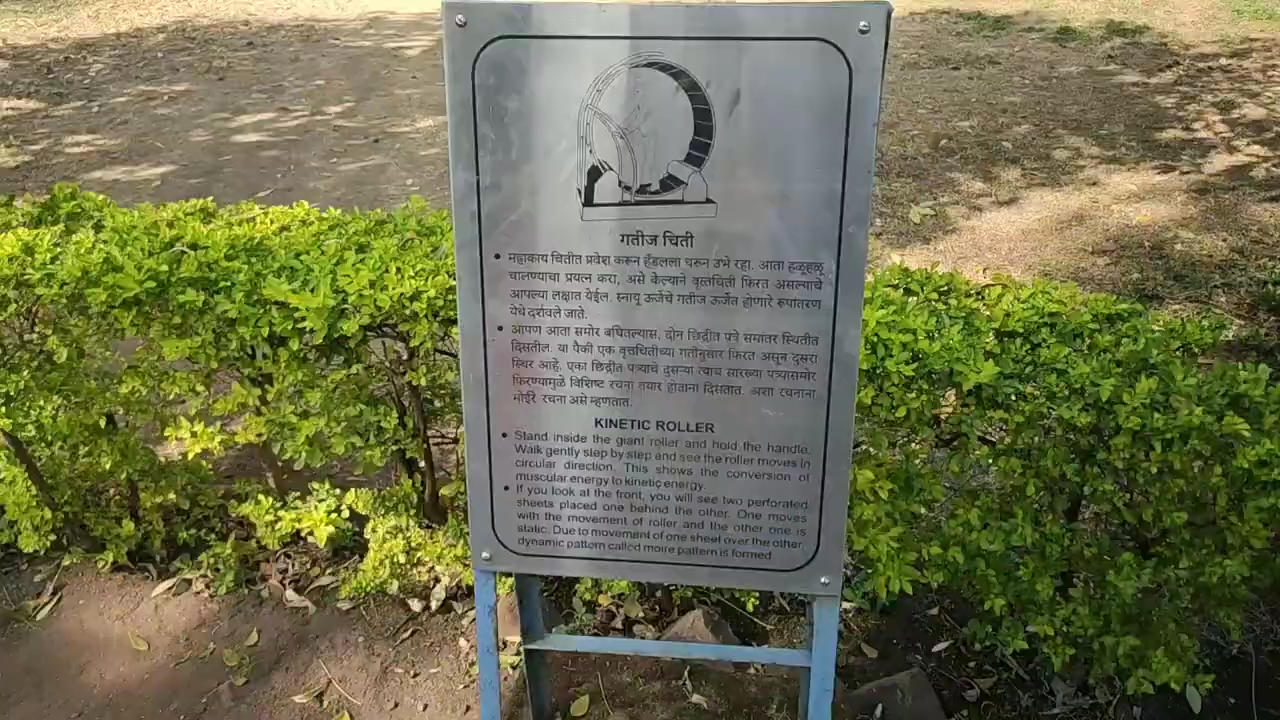 गतीज चिती
• महाकाय चितीत प्रवेश करून हँडलला धरून उभे रहा. आता हळूहळू
चालण्याचा प्रयत्न करा, असे केल्याने वृत्तचिती फिरत असल्याचे
आपल्या लक्षात येईल. स्नायू ऊर्जेचे गतीज ऊर्जेत होणारे रूपांतरण
येथे दर्शवले जाते.
• आपण आता समोर बघितल्यास, दोन छिद्रीत पत्रे समांतर स्थितीत
दिसतील. या पैकी एक वृत्तचितीच्या गतीनुसार फिरत असून दुसरा
स्थिर आहे. एका छिद्रीत पत्र्याचे दुसऱ्या त्याच सारख्या पत्र्यासमोर
फिरण्यामुळे विशिष्ट रचना तयार होताना दिसतात. अशा रचनांना
मोईरे रचना असे म्हणतात.
KINETIC ROLLER
• Stand inside the giant roller and hold the handle.
Walk gently step by step and see the roller moves in
circular direction. This shows the conversion of
muscular energy to kinetic energy.
• If you look at the front, you will see two perforated
sheets placed one behind the other. One moves
with the movement of roller and the other one is
static. Due to movement of one sheet over the other,
dynamic pattern called moire pattern is formed.